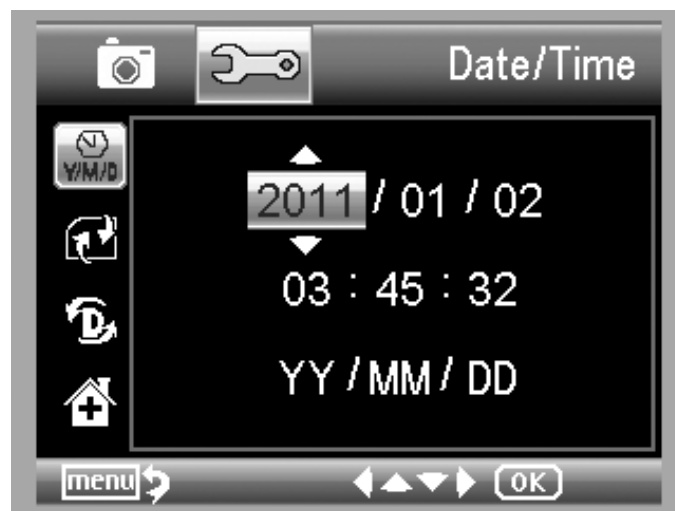 Date/Time
Y/M/D
2011 / 01 / 02
03 : 45 : 32
D
YY / MM / DD
menu OK